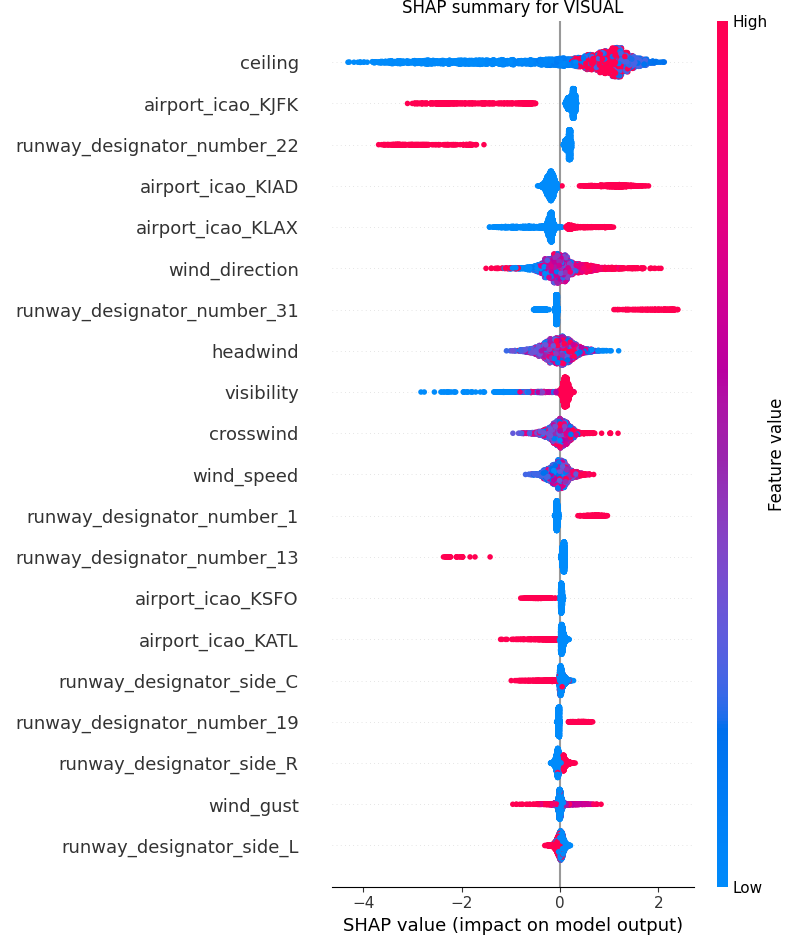 SHAP summary for VISUAL
High
ceiling
airport_icao_KJFK
runway_designator_number_22
airport_icao_KIAD
airport_icao_KLAX
wind_direction
runway_designator_number_31
headwind
visibility
crosswind
wind_speed
runway_designator_number_1
runway_designator_number_13
airport_icao_KSFO
airport_icao_KATL
runway_designator_side_C
runway_designator_number_19
runway_designator_side_R
wind_gust
runway_designator_side_L
Feature value
Low
−4 −2 0 2
SHAP value (impact on model output)